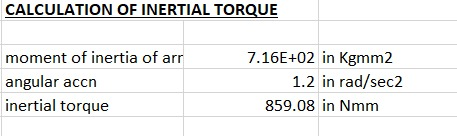 CALCULATION OF INERTIAL TORQUE
moment of inertia of arr 7.16E+02 in Kgmm2
angular accn 1.2 in rad/sec2
inertial torque 859.08 in Nmm